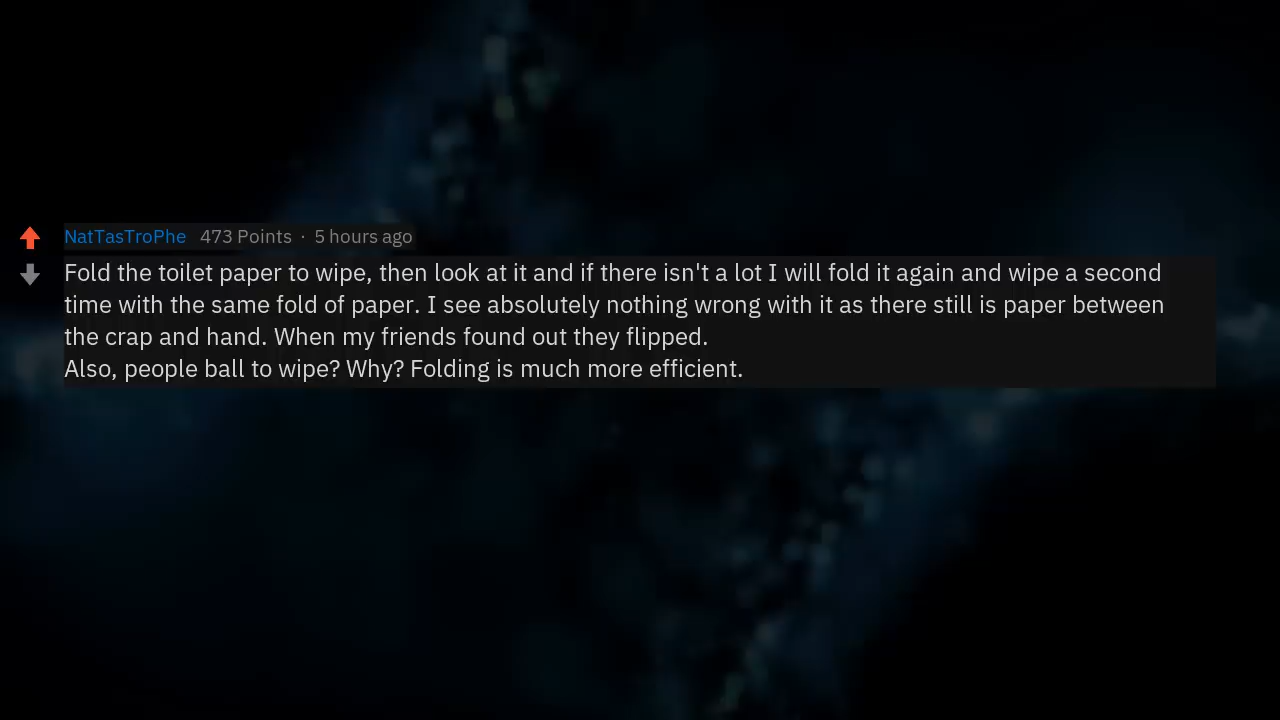 NatTasTroPhe 473 Points · 5 hours ago
Fold the toilet paper to wipe, then look at it and if there isn't a lot I will fold it again and wipe a second
time with the same fold of paper. I see absolutely nothing wrong with it as there still is paper between
the crap and hand. When my friends found out they flipped.
Also, people ball to wipe? Why? Folding is much more efficient.